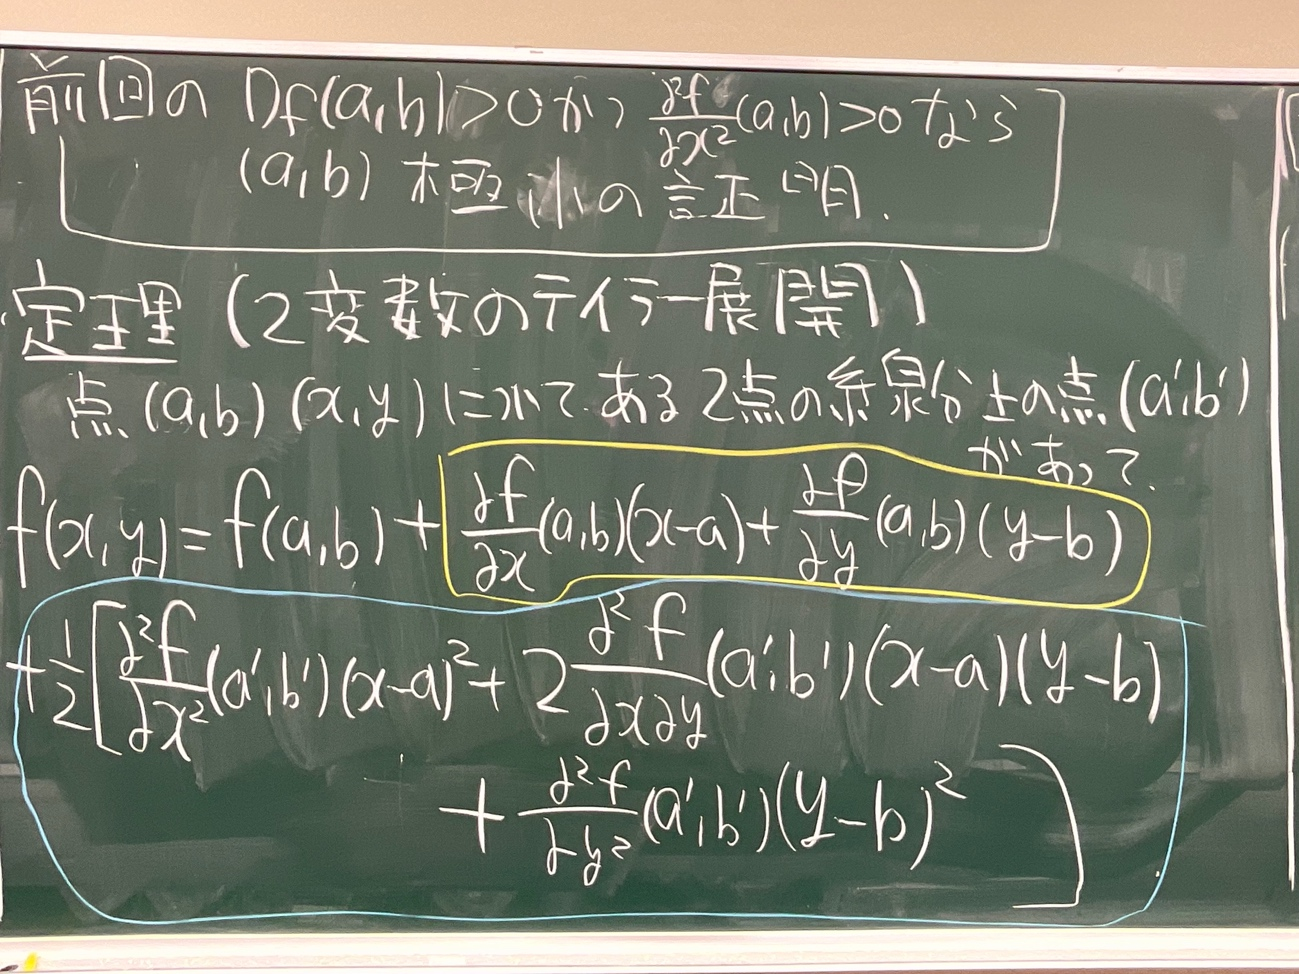 前回の Df(a,b)>0 かつ ∂²f/∂x²(a,b)>0 なら
(a,b) 極小の証明.
定理 (2変数のテイラー展開)
点 (a,b) (x,y) について ある2点の線分上の点 (a',b')
があって.
f(x,y) = f(a,b) + ∂f/∂x(a,b)(x-a) + ∂f/∂y(a,b)(y-b)
+ 1/2 [ ∂²f/∂x²(a',b')(x-a)² + 2 ∂²f/∂x∂y(a',b')(x-a)(y-b)
+ ∂²f/∂y²(a',b')(y-b)² ]